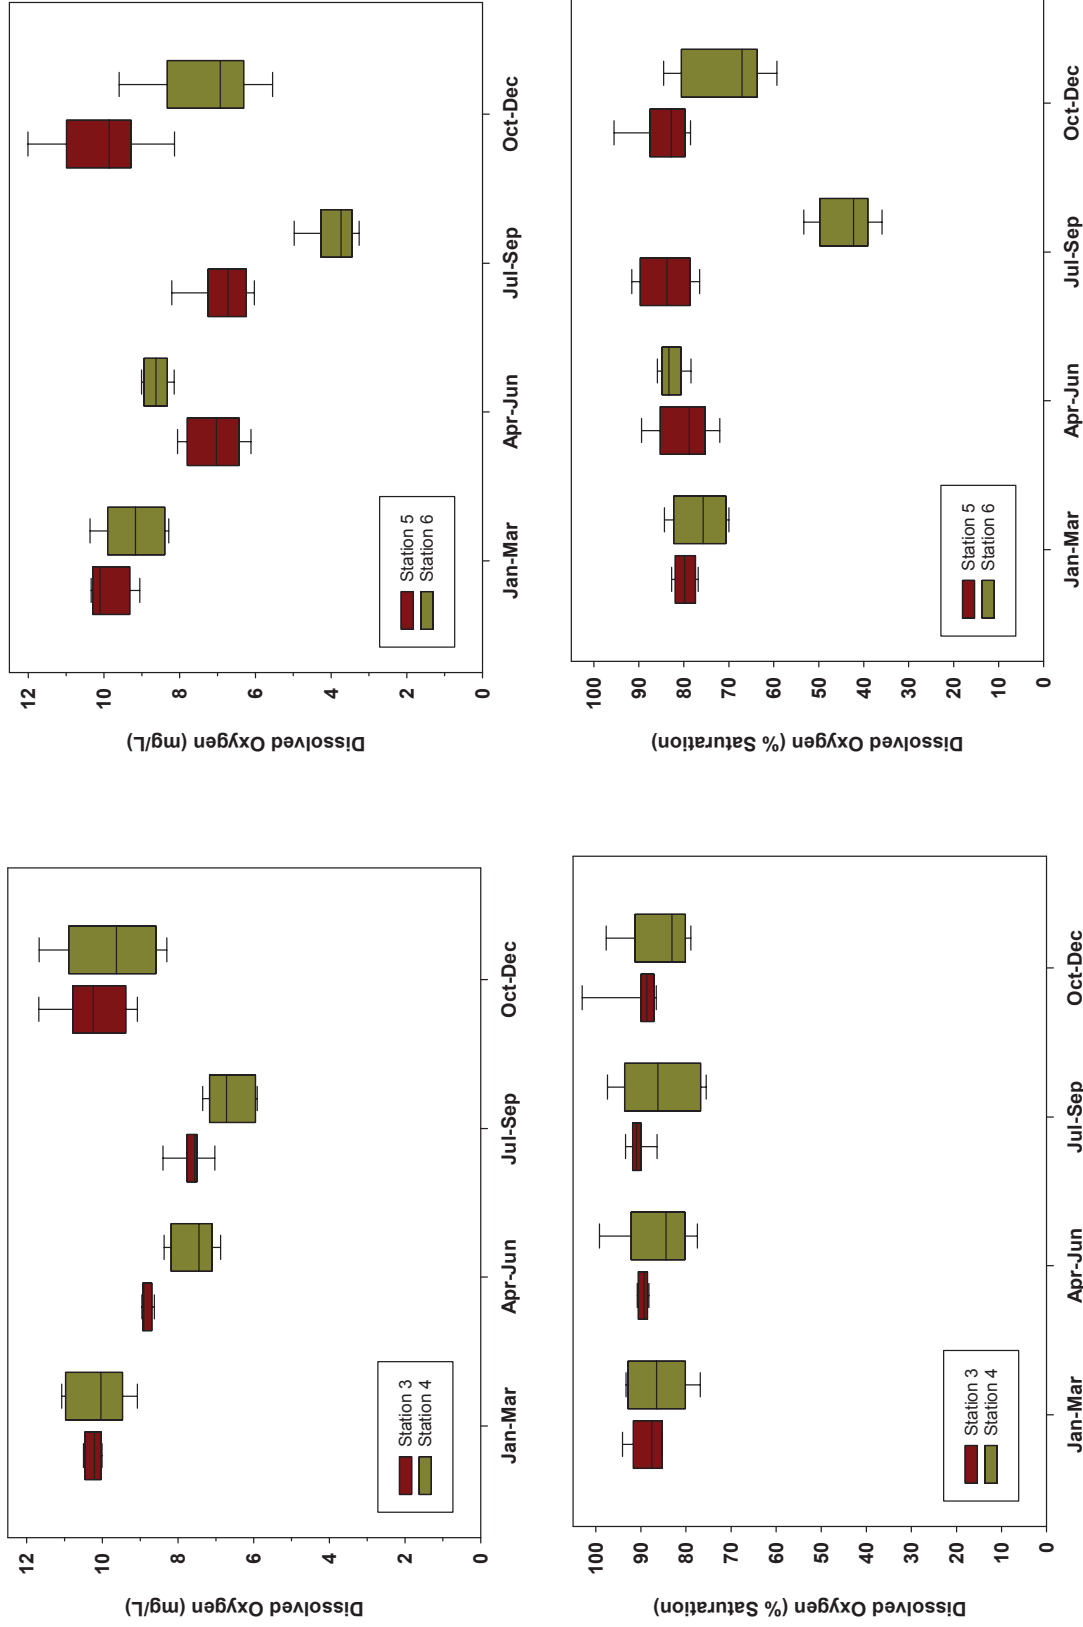 Dissolved Oxygen (mg/L)
12
10
8
6
4
2
0
Station 3
Station 4
Jan-Mar
Apr-Jun
Jul-Sep
Oct-Dec
Dissolved Oxygen (mg/L)
12
10
8
6
4
2
0
Station 5
Station 6
Jan-Mar
Apr-Jun
Jul-Sep
Oct-Dec
Dissolved Oxygen (% Saturation)
100
90
80
70
60
50
40
30
20
10
0
Station 3
Station 4
Jan-Mar
Apr-Jun
Jul-Sep
Oct-Dec
Dissolved Oxygen (% Saturation)
100
90
80
70
60
50
40
30
20
10
0
Station 5
Station 6
Jan-Mar
Apr-Jun
Jul-Sep
Oct-Dec